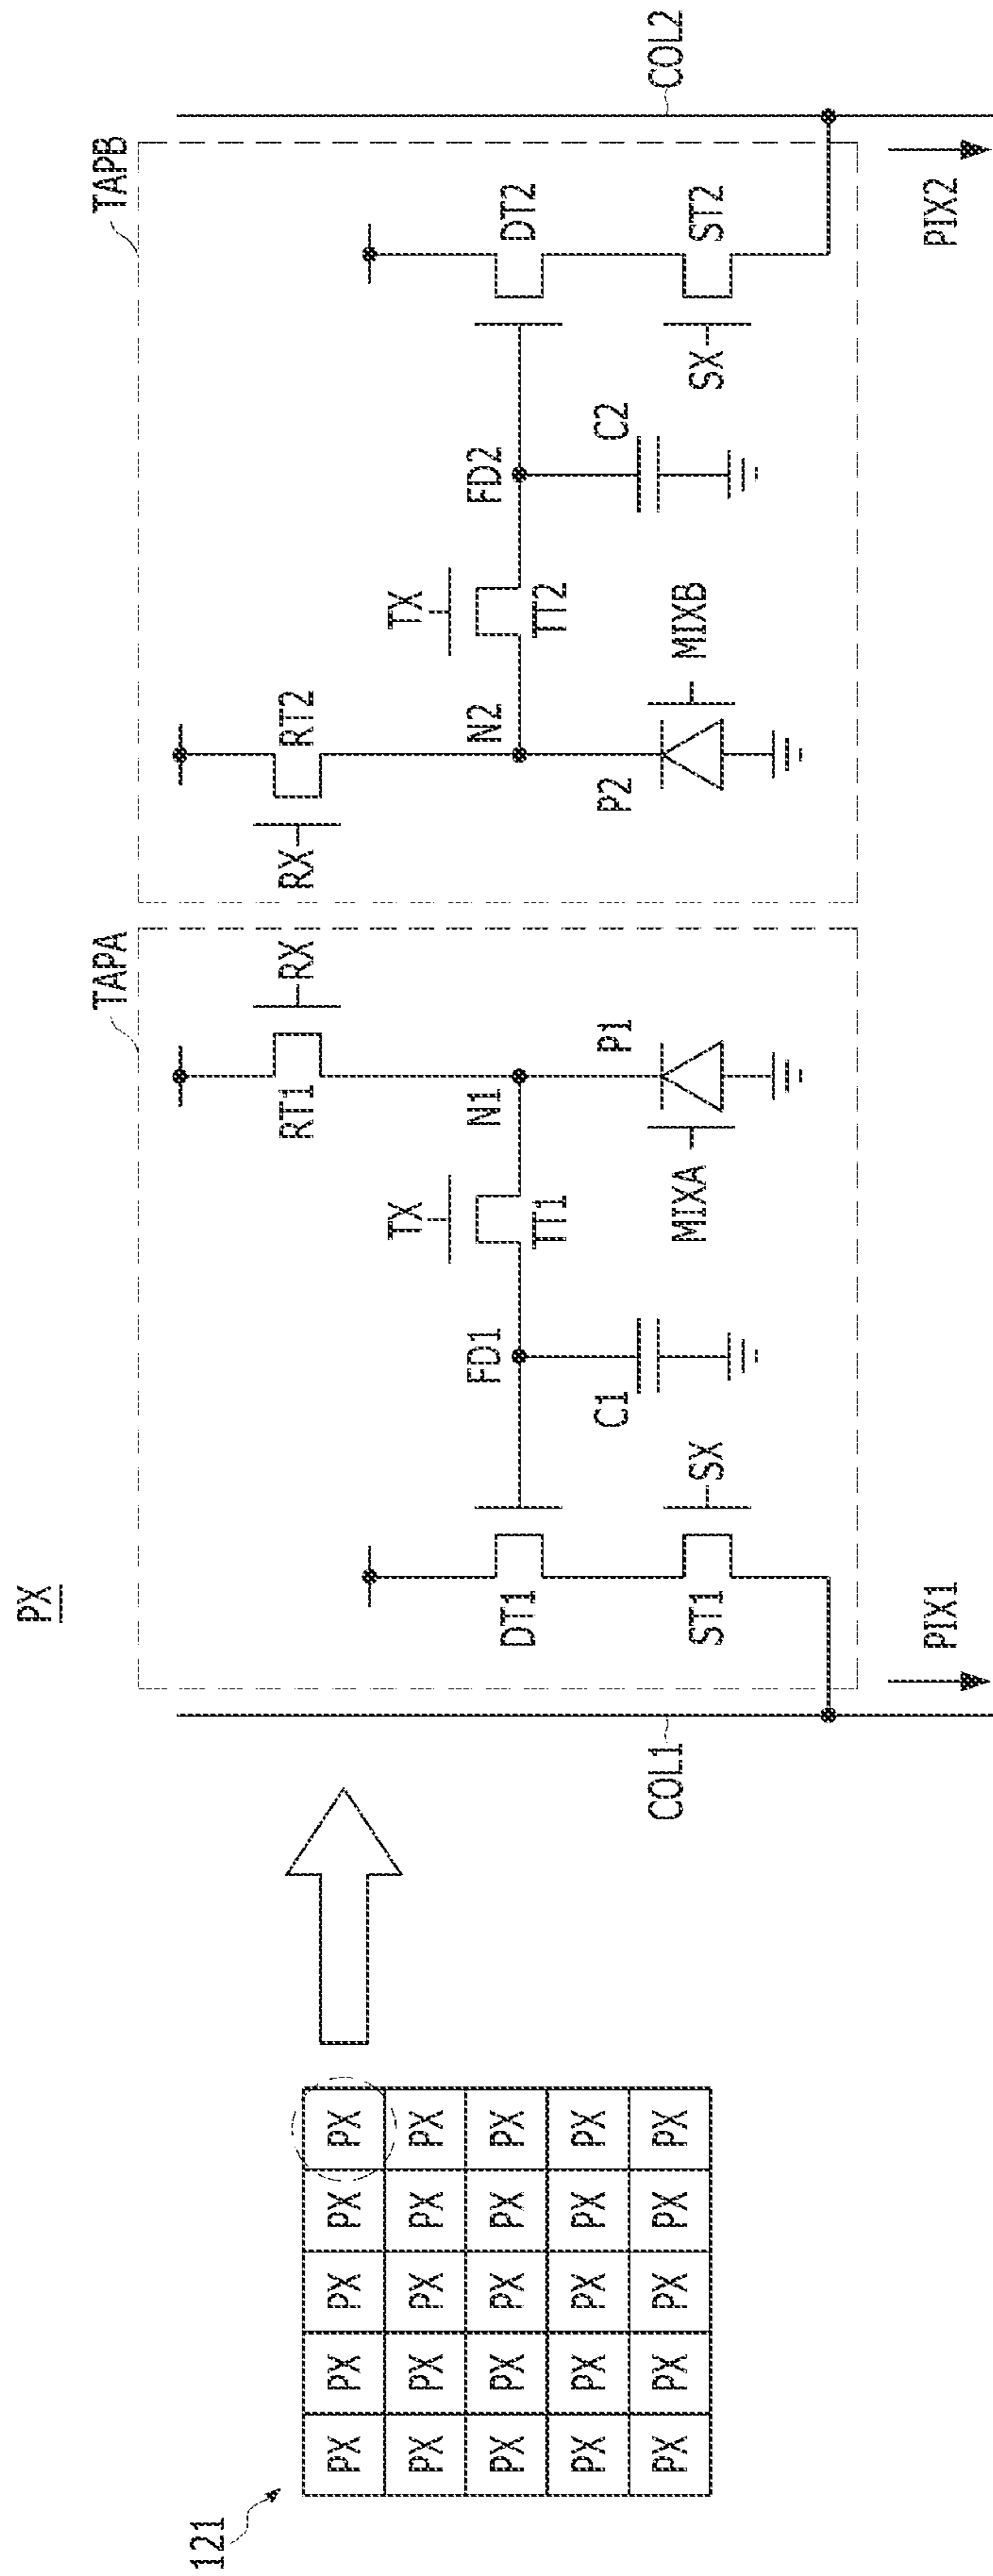 PX
121
PX PX PX PX PX
PX PX PX PX PX
PX PX PX PX PX
PX PX PX PX PX
PX PX PX PX PX
TAPA
RT1
RX
TX
TT1
FD1
N1
DT1
C1
P1
ST1
SX
MIXA
COL1
PIX1
TAPB
RX
RT2
TX
TT2
N2
FD2
DT2
P2
C2
MIXB
SX
ST2
COL2
PIX2